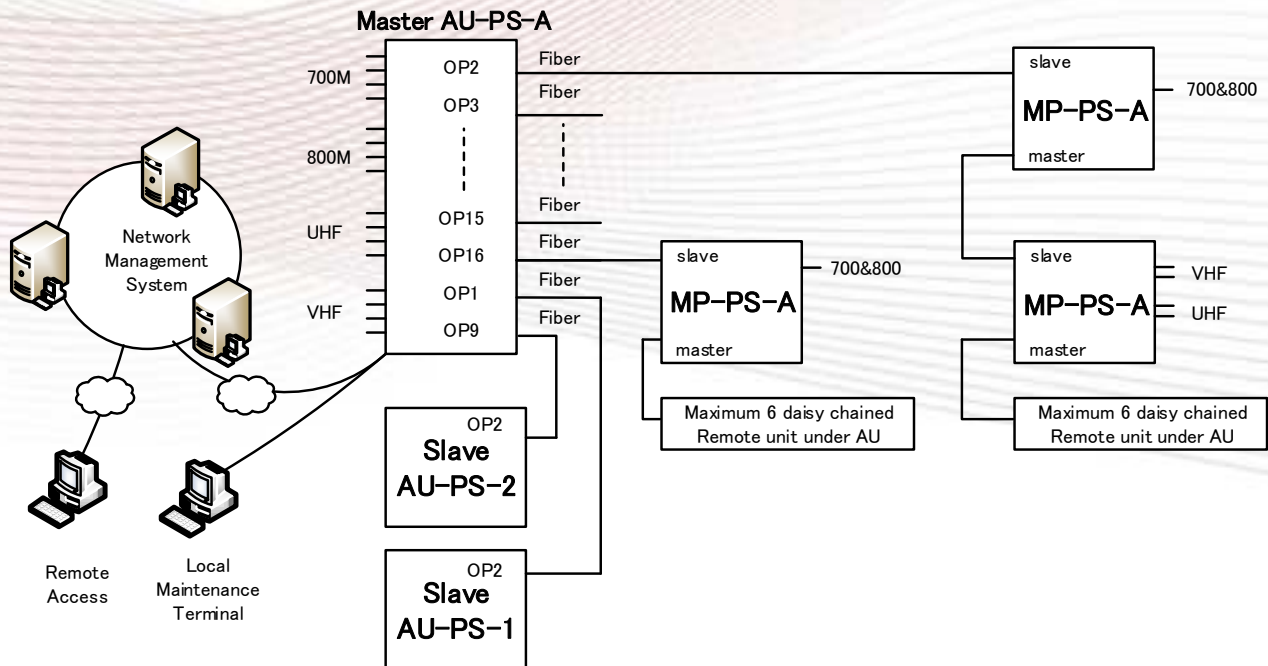 Master AU-PS-A
700M
800M
UHF
VHF
OP2
OP3
OP15
OP16
OP1
OP9
Fiber
Fiber
Fiber
Fiber
Fiber
Fiber
slave
MP-PS-A
master
700&800
slave
MP-PS-A
master
VHF
UHF
Maximum 6 daisy chained
Remote unit under AU
slave
MP-PS-A
master
700&800
Maximum 6 daisy chained
Remote unit under AU
Network
Management
System
OP2
Slave
AU-PS-2
OP2
Slave
AU-PS-1
Remote
Access
Local
Maintenance
Terminal